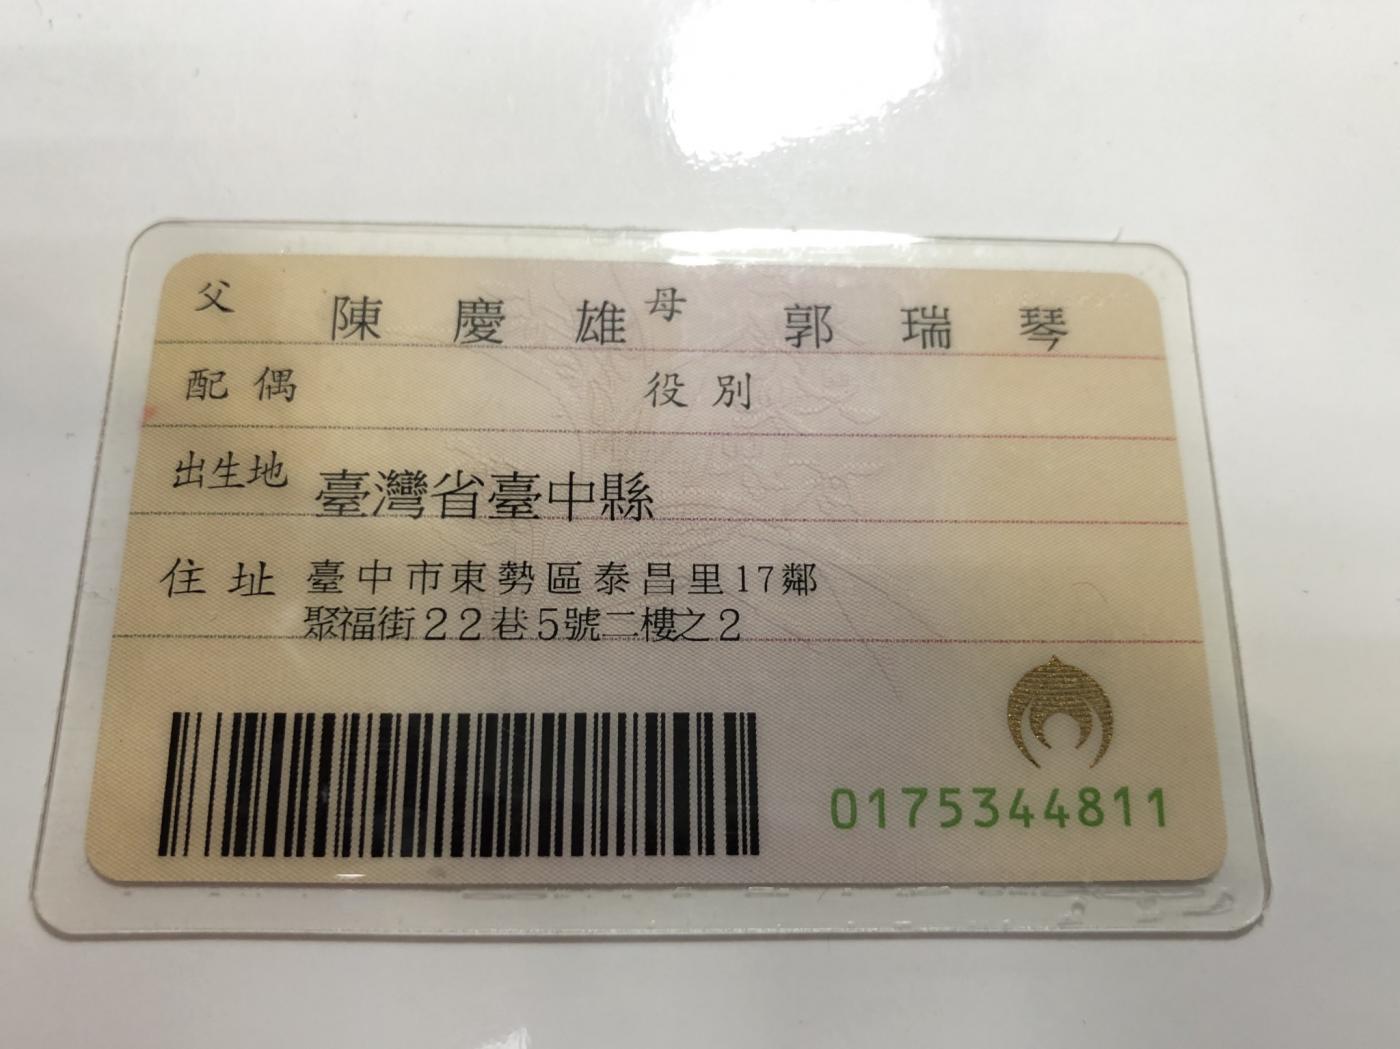 父 陳慶雄 母 郭瑞琴
配偶 役別
出生地 臺灣省臺中縣
住址 臺中市東勢區泰昌里17鄰
聚福街22巷5號二樓之2
0175344811